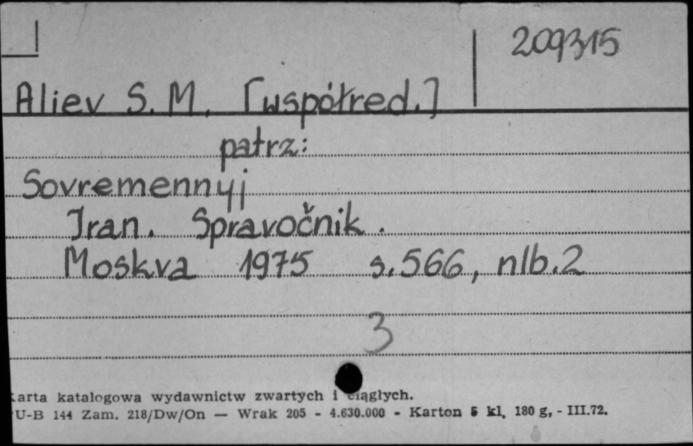 209315
Aliev S. M. [współred.]
patrz:
Sovremennyj
Iran. Spravočnik.
Moskva 1975 s. 566, nlb. 2
3
Karta katalogowa wydawnictw zwartych i ciągłych.
PU-B 144 Zam. 218/Dw/On — Wrak 205 - 4.630.000 - Karton 5 kl. 180 g, - III.72.